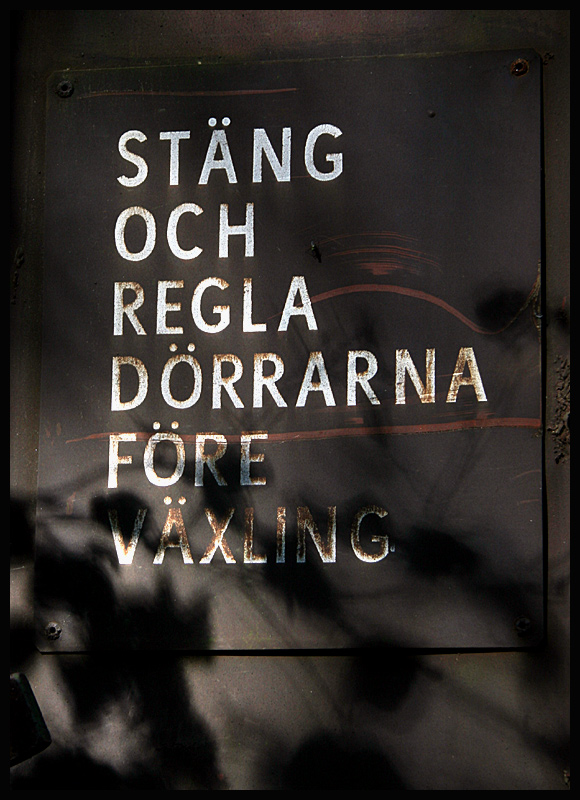 STÄNG
OCH
REGLA
DÖRRARNA
FÖRE
VÄXLING